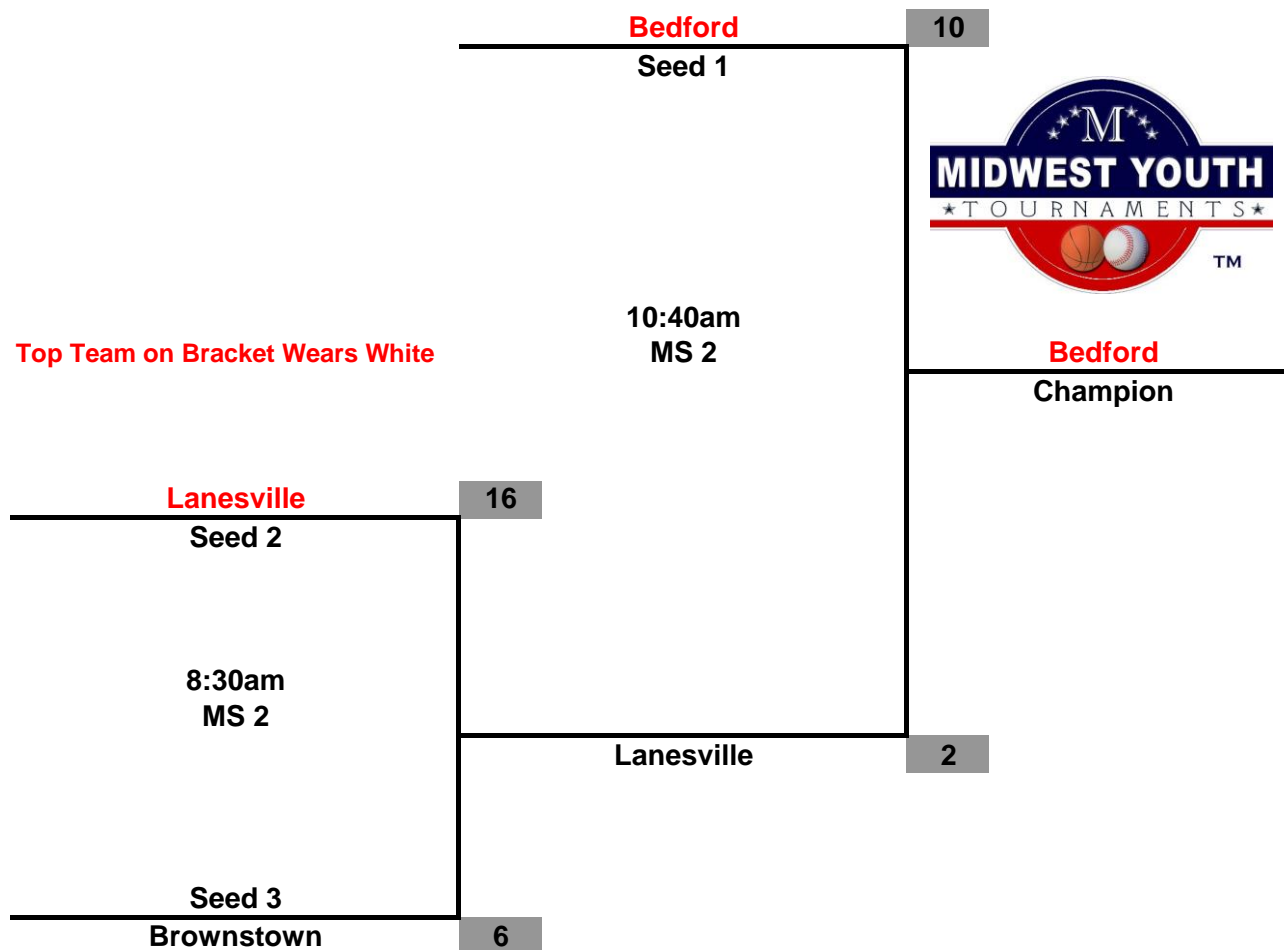 Bedford 10
Seed 1
M
MIDWEST YOUTH
TOURNAMENTS
TM
10:40am
Top Team on Bracket Wears White MS 2 Bedford
Champion
Lanesville 16
Seed 2
8:30am
MS 2
Lanesville 2
Seed 3
Brownstown 6